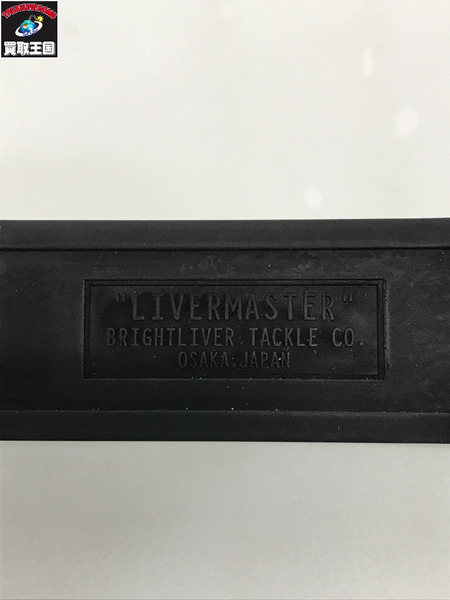 買取王国
"LIVERMASTER"
BRIGHTLIVER TACKLE CO.
OSAKA.JAPAN